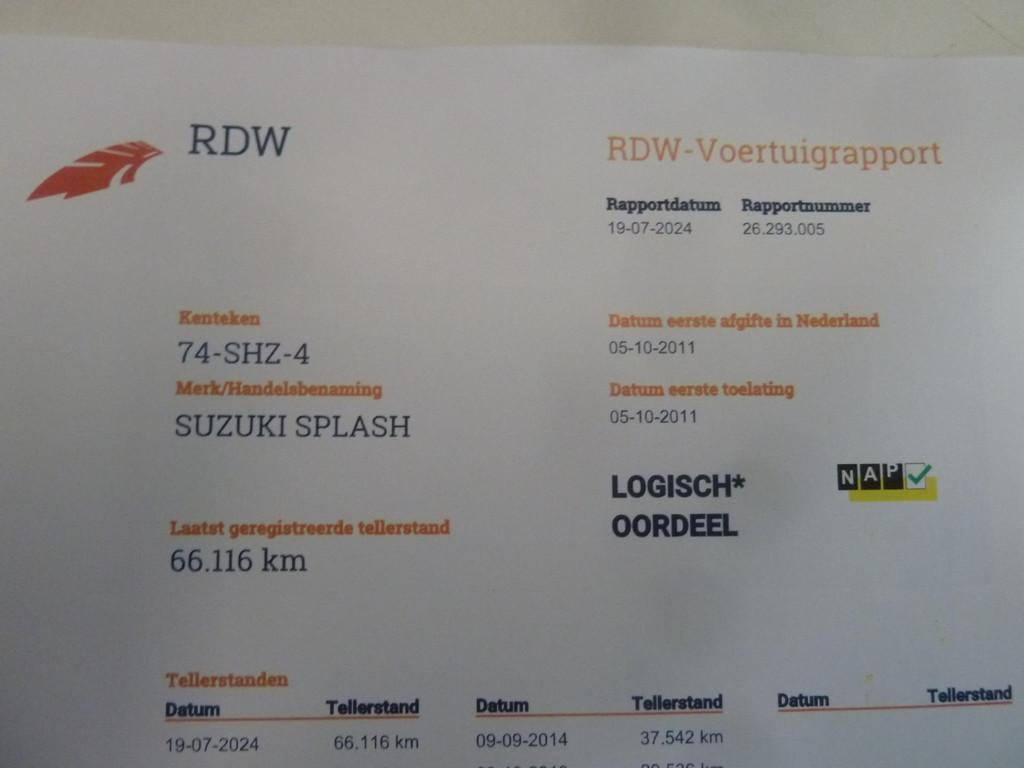 RDW
RDW-Voertuigrapport
Rapportdatum Rapportnummer
19-07-2024 26.293.005
Kenteken
74-SHZ-4
Merk/Handelsbenaming
SUZUKI SPLASH
Datum eerste afgifte in Nederland
05-10-2011
Datum eerste toelating
05-10-2011
LOGISCH*
OORDEEL
NAP
Laatst geregistreerde tellerstand
66.116 km
Tellerstanden
Datum Tellerstand Datum Tellerstand Datum Tellerstand
19-07-2024 66.116 km 09-09-2014 37.542 km